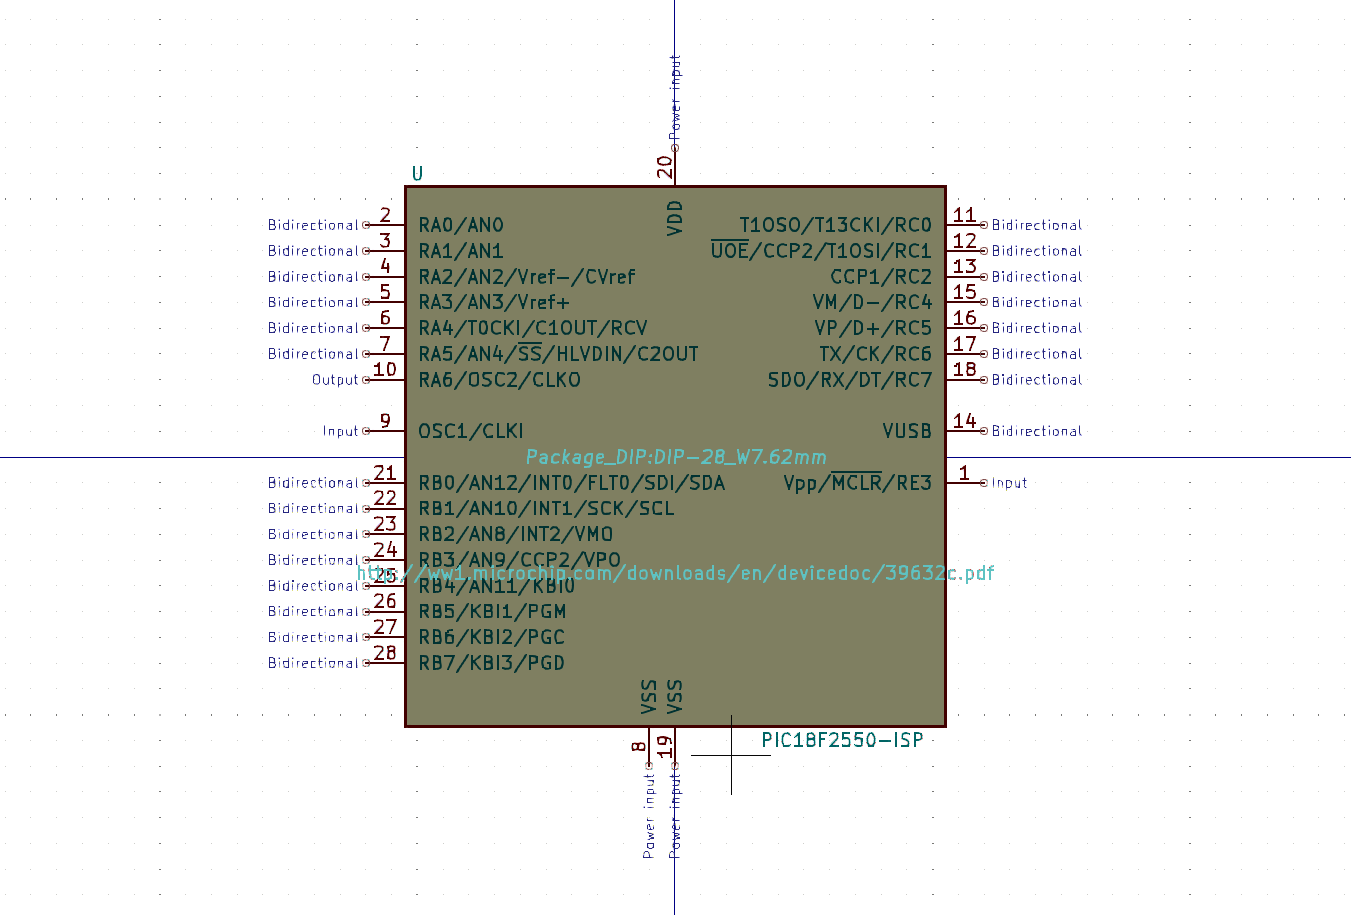 Power input
20
U
VDD
Bidirectional 2 RA0/AN0 T1OSO/T13CKI/RC0 11 Bidirectional
Bidirectional 3 RA1/AN1 UOE/CCP2/T1OSI/RC1 12 Bidirectional
Bidirectional 4 RA2/AN2/Vref-/CVref CCP1/RC2 13 Bidirectional
Bidirectional 5 RA3/AN3/Vref+ VM/D-/RC4 15 Bidirectional
Bidirectional 6 RA4/T0CKI/C1OUT/RCV VP/D+/RC5 16 Bidirectional
Bidirectional 7 RA5/AN4/SS/HLVDIN/C2OUT TX/CK/RC6 17 Bidirectional
Output 10 RA6/OSC2/CLKO SDO/RX/DT/RC7 18 Bidirectional
Input 9 OSC1/CLKI VUSB 14 Bidirectional
Package_DIP:DIP-28_W7.62mm
Bidirectional 21 RB0/AN12/INT0/FLT0/SDI/SDA Vpp/MCLR/RE3 1 Input
Bidirectional 22 RB1/AN10/INT1/SCK/SCL
Bidirectional 23 RB2/AN8/INT2/VMO
Bidirectional 24 RB3/AN9/CCP2/VPO
http://ww1.microchip.com/downloads/en/devicedoc/39632c.pdf
Bidirectional 25 RB4/AN11/KBI0
Bidirectional 26 RB5/KBI1/PGM
Bidirectional 27 RB6/KBI2/PGC
Bidirectional 28 RB7/KBI3/PGD
VSS VSS
8 19
PIC18F2550-ISP
Power input Power input